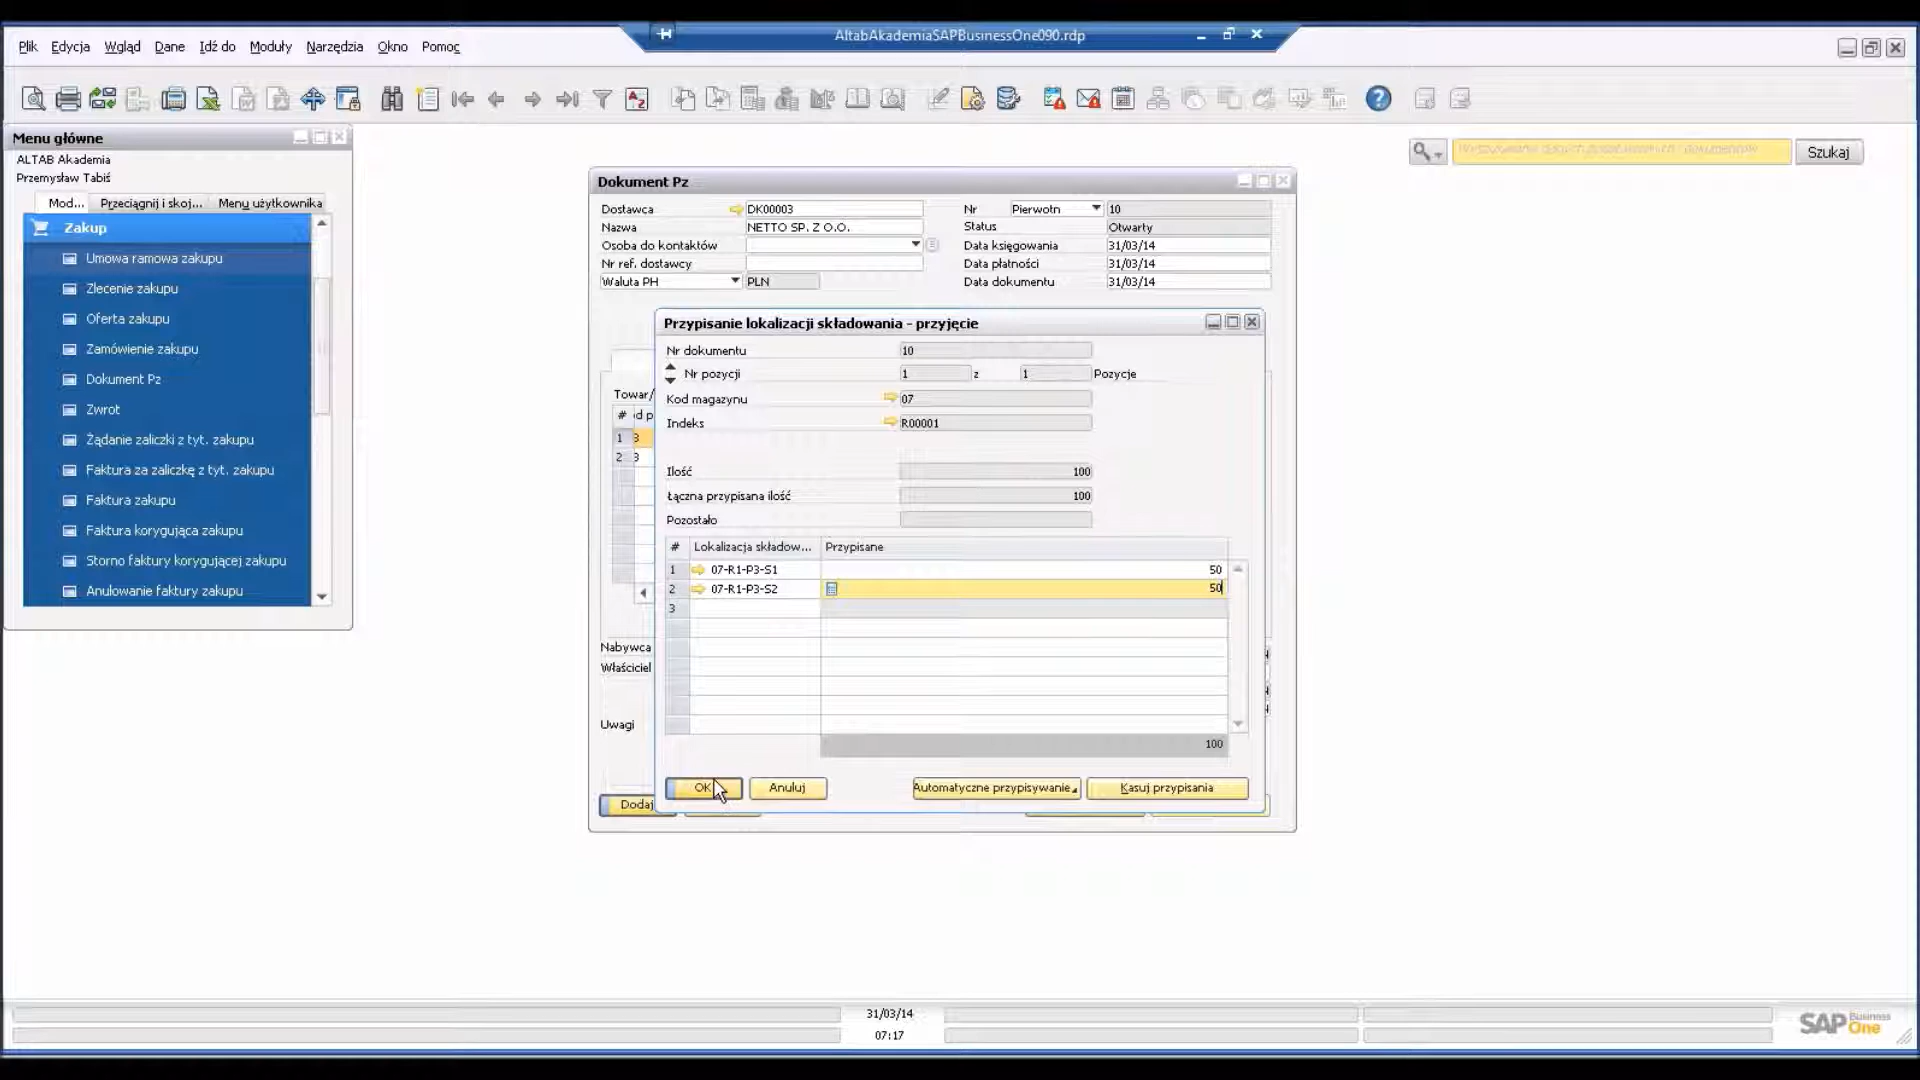 AltabAkademiaSAPBusinessOne090.rdp
Plik Edycja Wgląd Dane Idź do Moduły Narzędzia Okno Pomoc
Menu główne
ALTAB Akademia
Przemysław Tabiś
Mod... Przeciągnij i skoj... Menu użytkownika
Zakup
Umowa ramowa zakupu
Zlecenie zakupu
Oferta zakupu
Zamówienie zakupu
Dokument Pz
Zwrot
Żądanie zaliczki z tyt. zakupu
Faktura za zaliczkę z tyt. zakupu
Faktura zakupu
Faktura korygująca zakupu
Storno faktury korygującej zakupu
Anulowanie faktury zakupu
Szukaj
Dokument Pz
Dostawca DK00003 Nr Pierwotn 10
Nazwa NETTO SP. Z O.O. Status Otwarty
Osoba do kontaktów Data księgowania 31/03/14
Nr ref. dostawcy Data płatności 31/03/14
Waluta PH PLN Data dokumentu 31/03/14
Towar/
# id p
1 3
2 3
Nabywca
Właściciel
Uwagi
Dodaj
Przypisanie lokalizacji składowania - przyjęcie
Nr dokumentu 10
Nr pozycji 1 z 1 Pozycje
Kod magazynu 07
Indeks R00001
Ilość 100
Łączna przypisana ilość 100
Pozostało
# Lokalizacja składow... Przypisane
1 07-R1-P3-S1 50
2 07-R1-P3-S2 50
3
100
OK Anuluj Automatyczne przypisywanie Kasuj przypisania
31/03/14
07:17
SAP Business One